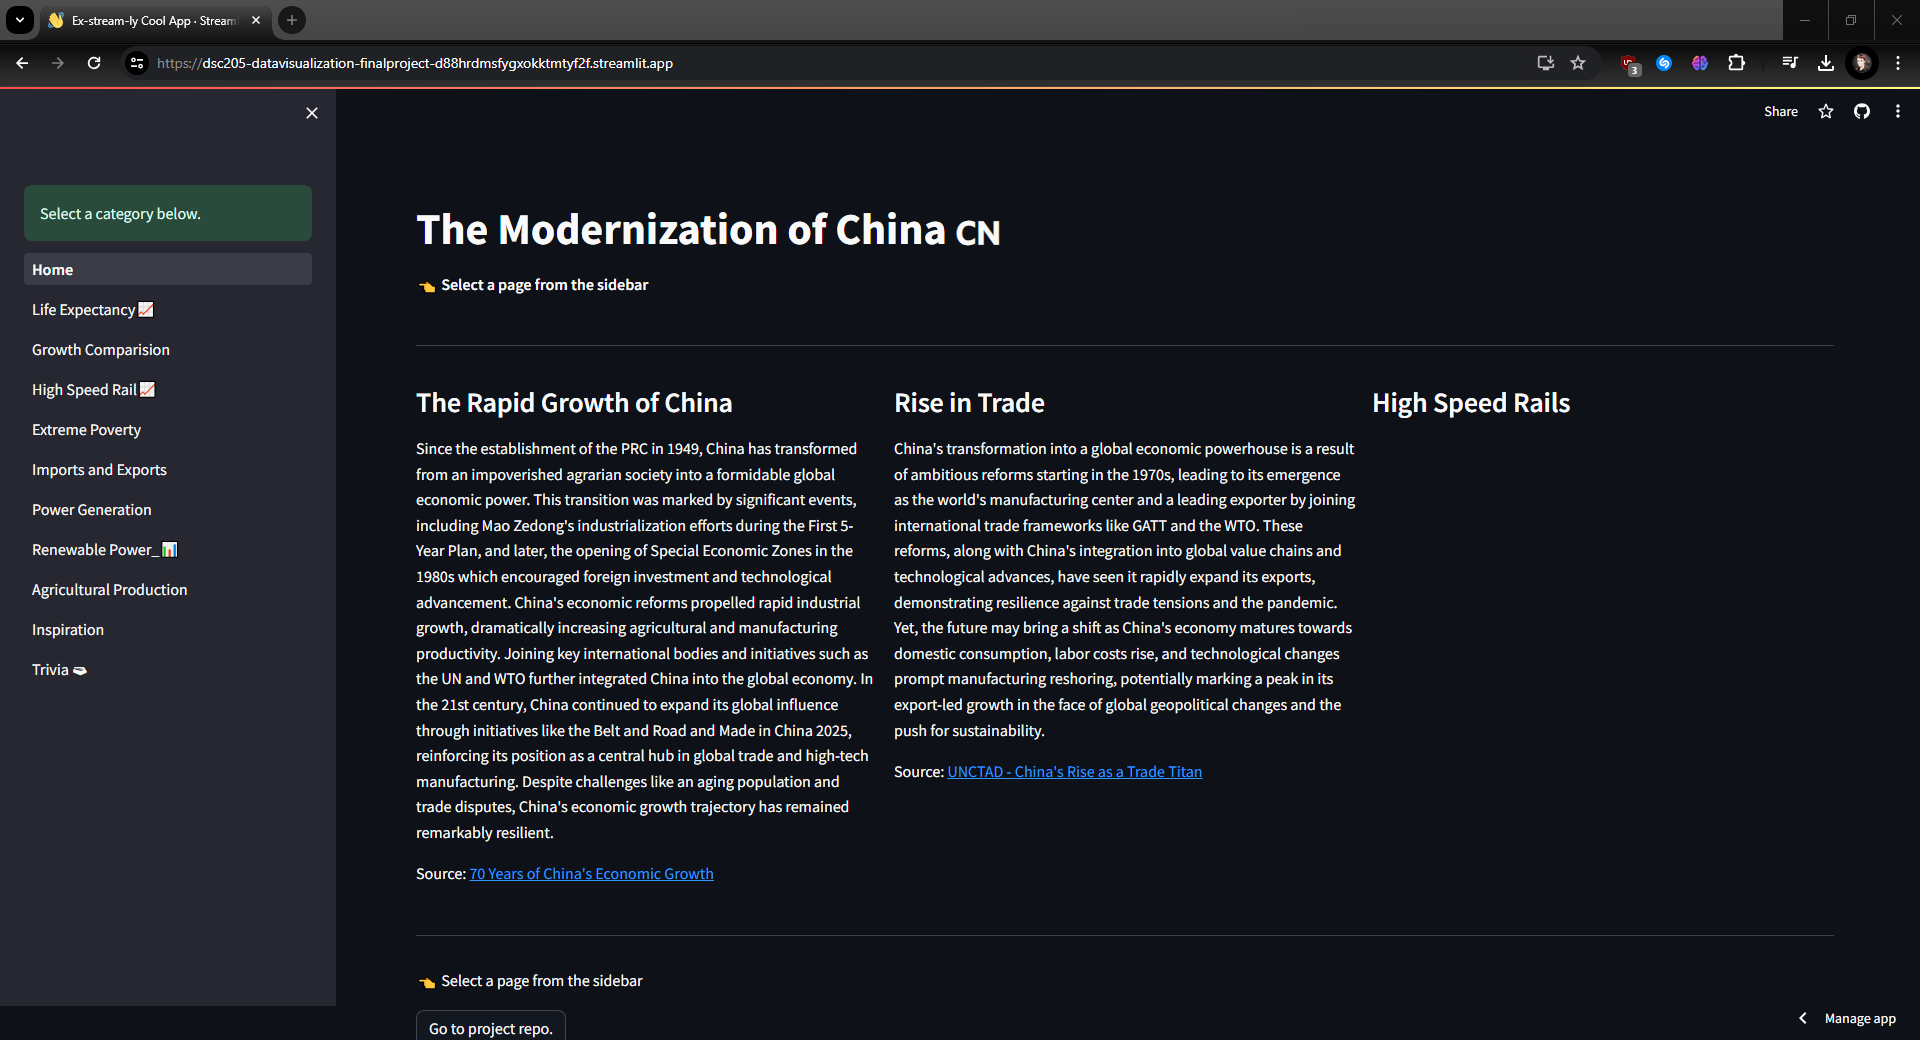 Ex-stream-ly Cool App · Stream
https://dsc205-datavisualization-finalproject-d88hrdmsfygxokktmtyf2f.streamlit.app
3
Share
Select a category below.
Home
Life Expectancy📈
Growth Comparision
High Speed Rail📈
Extreme Poverty
Imports and Exports
Power Generation
Renewable Power_📊
Agricultural Production
Inspiration
Trivia
The Modernization of China CN
👈 Select a page from the sidebar
The Rapid Growth of China
Since the establishment of the PRC in 1949, China has transformed
from an impoverished agrarian society into a formidable global
economic power. This transition was marked by significant events,
including Mao Zedong's industrialization efforts during the First 5-
Year Plan, and later, the opening of Special Economic Zones in the
1980s which encouraged foreign investment and technological
advancement. China's economic reforms propelled rapid industrial
growth, dramatically increasing agricultural and manufacturing
productivity. Joining key international bodies and initiatives such as
the UN and WTO further integrated China into the global economy. In
the 21st century, China continued to expand its global influence
through initiatives like the Belt and Road and Made in China 2025,
reinforcing its position as a central hub in global trade and high-tech
manufacturing. Despite challenges like an aging population and
trade disputes, China's economic growth trajectory has remained
remarkably resilient.
Source: 70 Years of China's Economic Growth
Rise in Trade
China's transformation into a global economic powerhouse is a result
of ambitious reforms starting in the 1970s, leading to its emergence
as the world's manufacturing center and a leading exporter by joining
international trade frameworks like GATT and the WTO. These
reforms, along with China's integration into global value chains and
technological advances, have seen it rapidly expand its exports,
demonstrating resilience against trade tensions and the pandemic.
Yet, the future may bring a shift as China's economy matures towards
domestic consumption, labor costs rise, and technological changes
prompt manufacturing reshoring, potentially marking a peak in its
export-led growth in the face of global geopolitical changes and the
push for sustainability.
Source: UNCTAD - China's Rise as a Trade Titan
High Speed Rails
👈 Select a page from the sidebar
Go to project repo.
Manage app